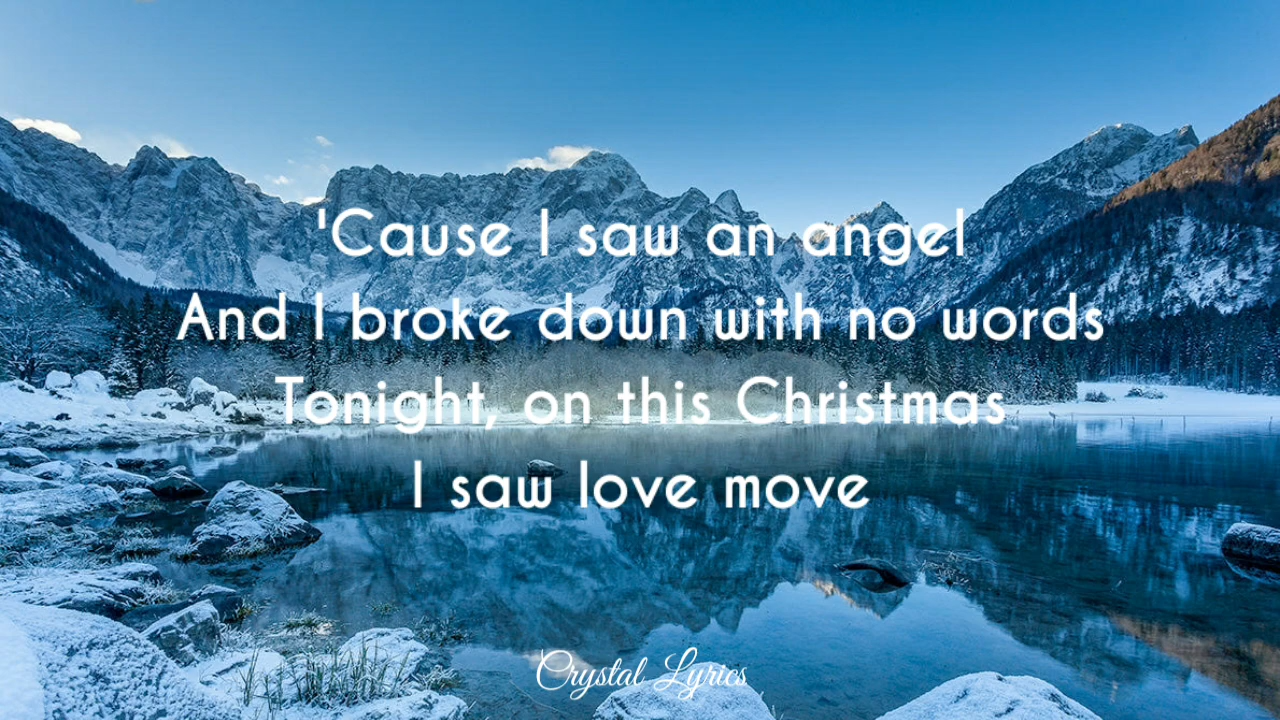 'Cause I saw an angel
And I broke down with no words
Tonight, on this Christmas
I saw love move
Crystal Lyrics